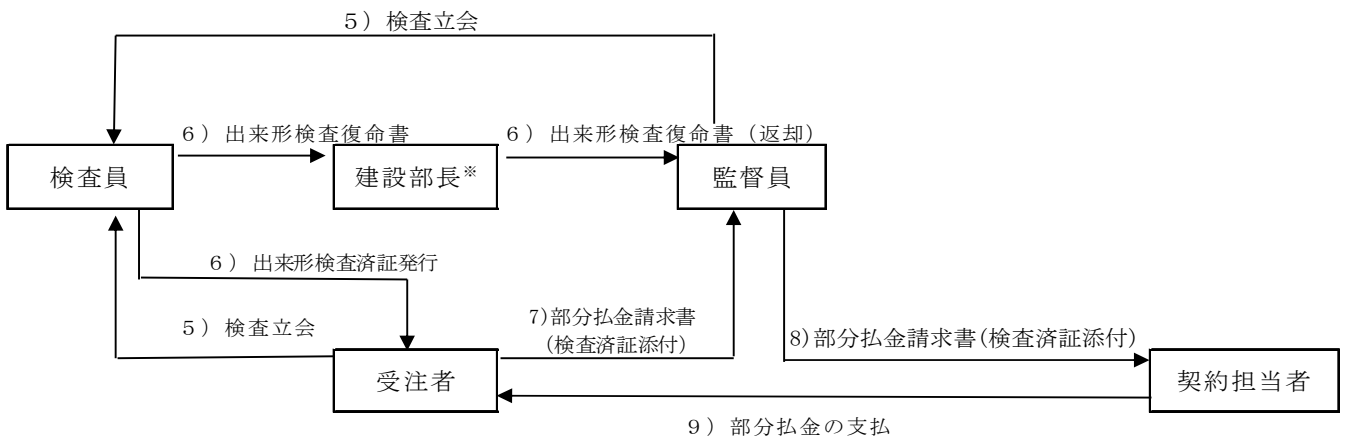 ５）検査立会
６）出来形検査復命書
６）出来形検査復命書（返却）
検査員
建設部長※
監督員
６）出来形検査済証発行
５）検査立会
7)部分払金請求書
(検査済証添付)
8)部分払金請求書(検査済証添付)
受注者
契約担当者
９）部分払金の支払